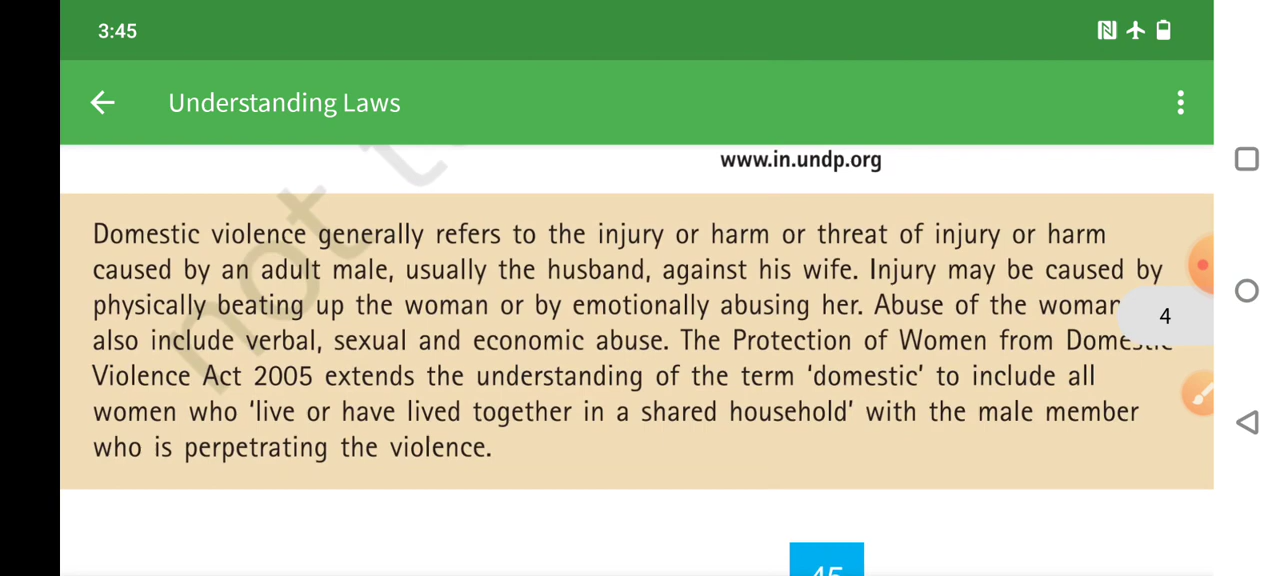 3:45
Understanding Laws
not t
www.in.undp.org
Domestic violence generally refers to the injury or harm or threat of injury or harm
caused by an adult male, usually the husband, against his wife. Injury may be caused by
physically beating up the woman or by emotionally abusing her. Abuse of the woman
also include verbal, sexual and economic abuse. The Protection of Women from Domestic
Violence Act 2005 extends the understanding of the term ‘domestic’ to include all
women who ‘live or have lived together in a shared household’ with the male member
who is perpetrating the violence.
4
45